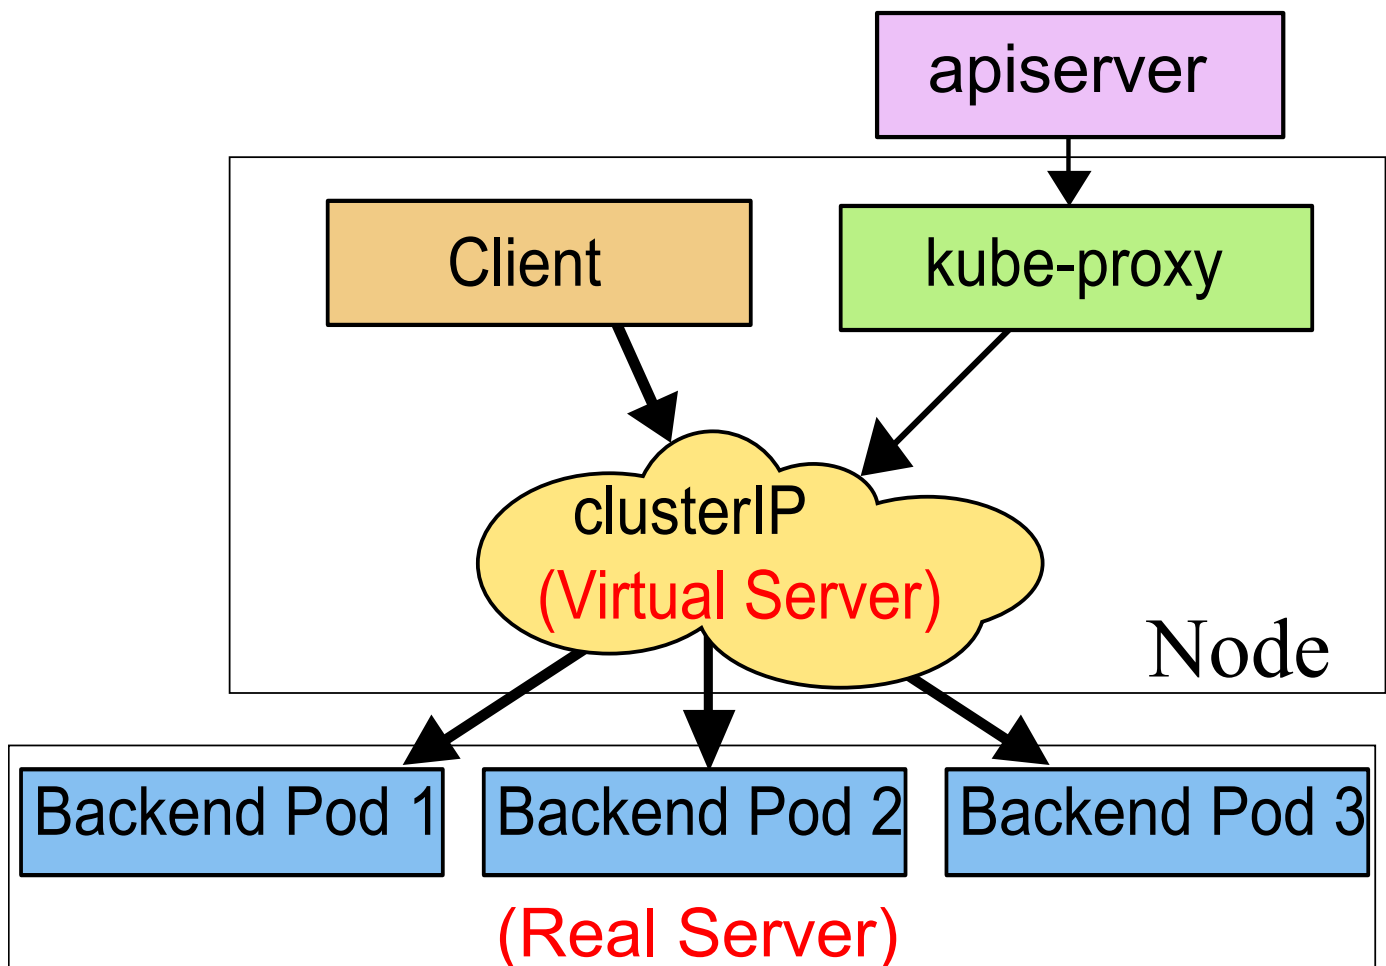 apiserver
Client
kube-proxy
clusterIP
(Virtual Server)
Node
Backend Pod 1
Backend Pod 2
Backend Pod 3
(Real Server)